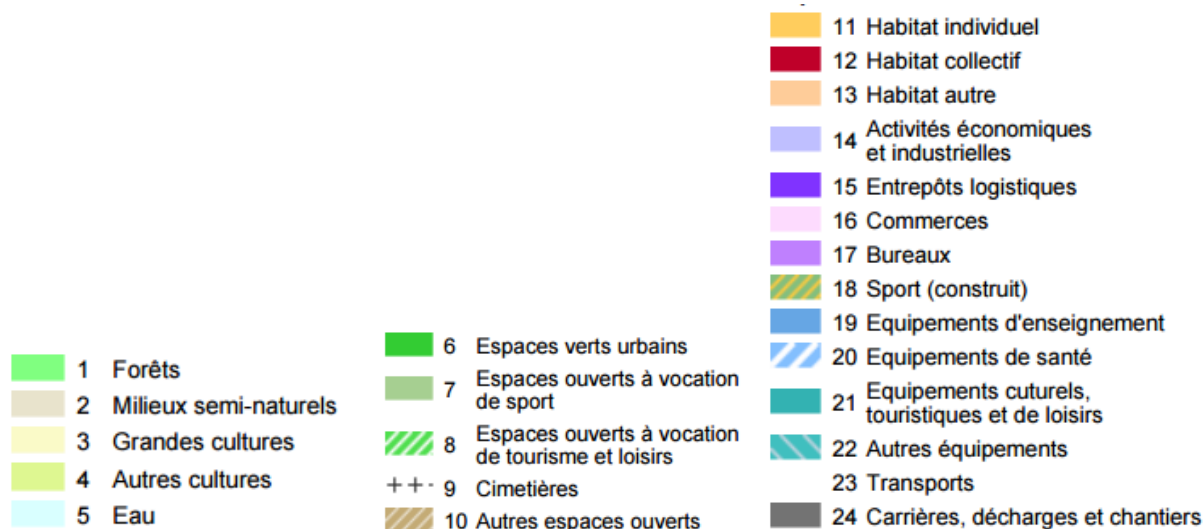 1 Forêts
2 Milieux semi-naturels
3 Grandes cultures
4 Autres cultures
5 Eau
6 Espaces verts urbains
7 Espaces ouverts à vocation
de sport
8 Espaces ouverts à vocation
de tourisme et loisirs
9 Cimetières
10 Autres espaces ouverts
11 Habitat individuel
12 Habitat collectif
13 Habitat autre
14 Activités économiques
et industrielles
15 Entrepôts logistiques
16 Commerces
17 Bureaux
18 Sport (construit)
19 Equipements d'enseignement
20 Equipements de santé
21 Equipements cuturels,
touristiques et de loisirs
22 Autres équipements
23 Transports
24 Carrières, décharges et chantiers